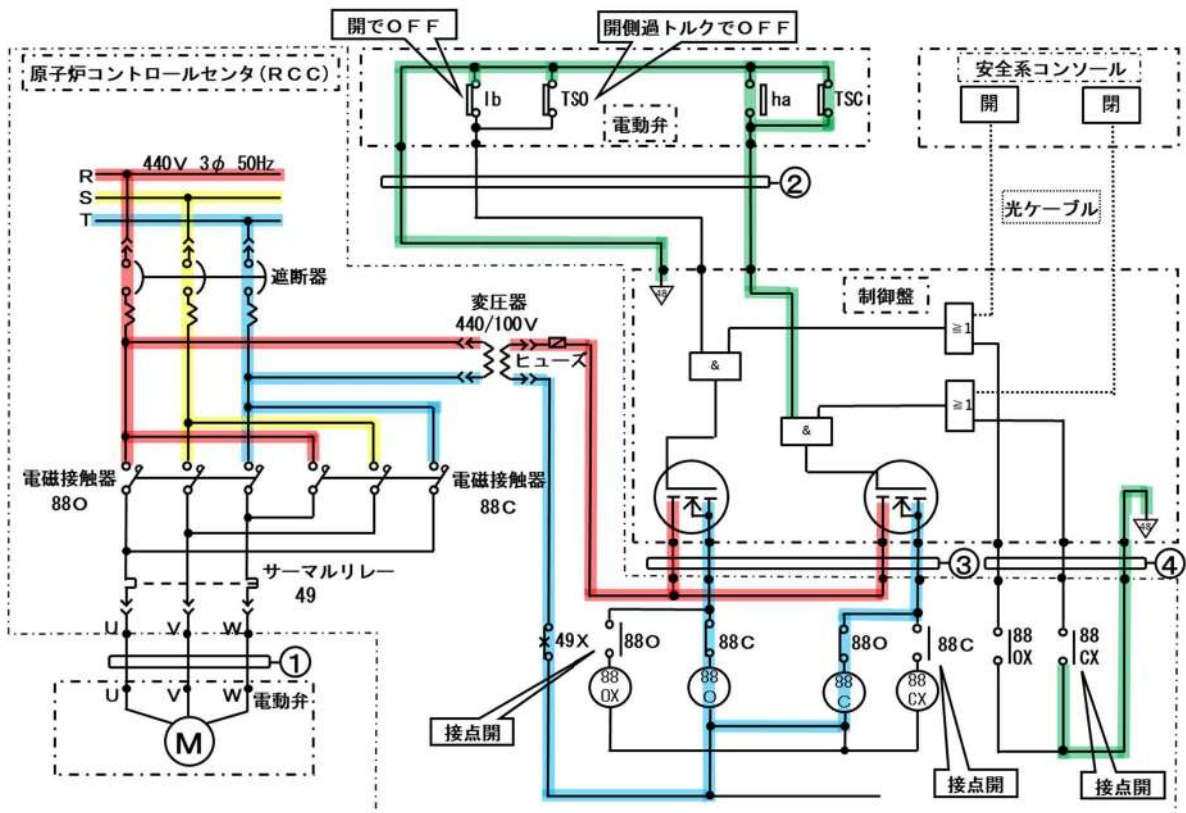 開でOFF
開側過トルクでOFF
原子炉コントロールセンタ(RCC)
安全系コンソール
開
閉
lb
TSO
ha
TSC
電動弁
440V 3φ 50Hz
R
S
T
②
光ケーブル
遮断器
48
制御盤
変圧器
440/100V
ヒューズ
≧1
&
≧1
&
電磁接触器
88O
電磁接触器
88C
48
サーマルリレー
49
③
④
U
V
W
①
49X
88O
88C
88O
88C
88
OX
88
CX
U
V
W
電動弁
M
88
OX
88
O
88
C
88
CX
接点開
接点開
接点開